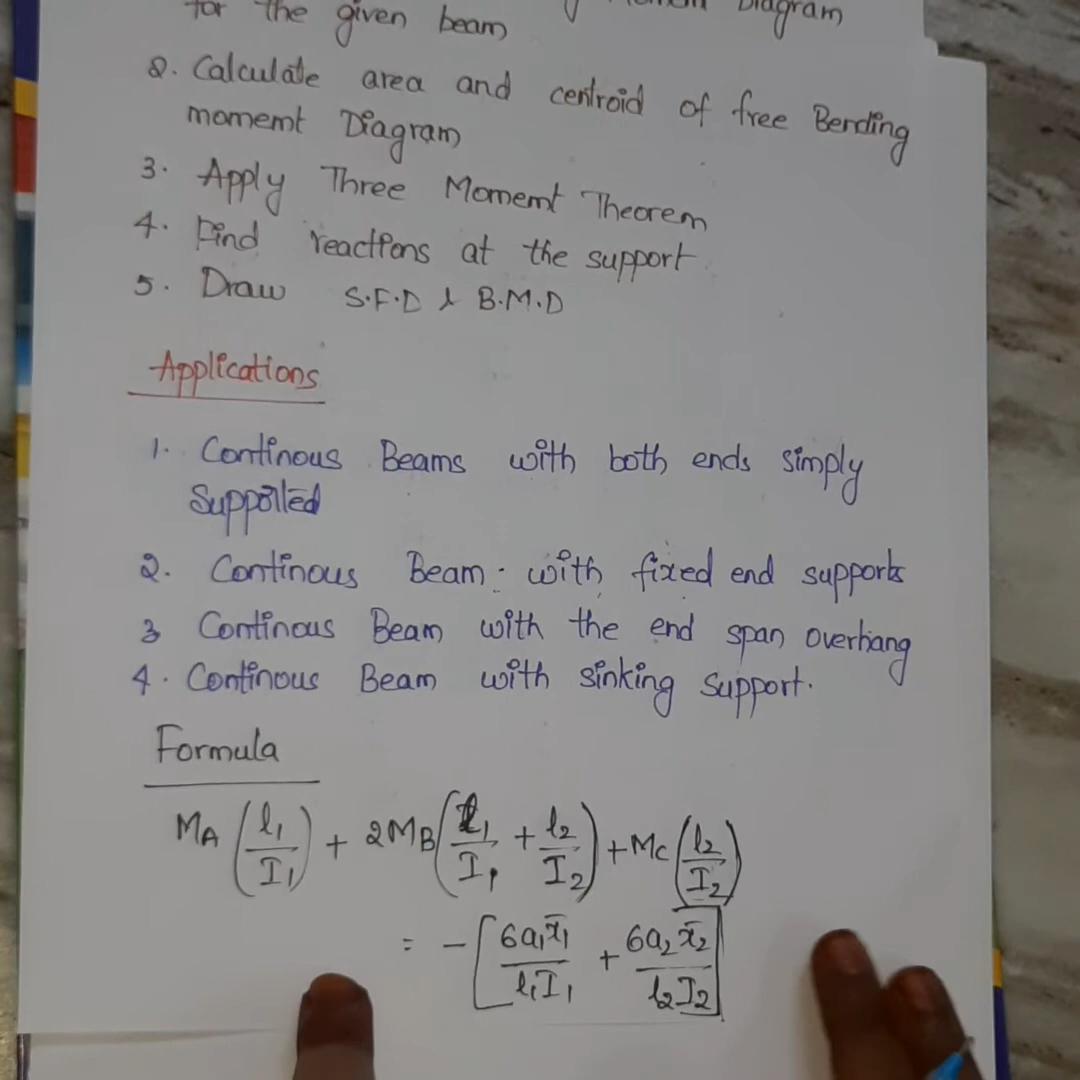 Diagram
for the given beam
2. Calculate area and centroid of free Bending
moment Diagram
3. Apply Three Moment Theorem
4. Find reactions at the support
5. Draw S.F.D & B.M.D
Applications
1. Continous Beams with both ends simply
Supported
2. Continous Beam. with fixed end supports
3 Continous Beam with the end span overhang
4. Continous Beam with sinking support.
Formula
MA (l1/I1) + 2MB (l1/I1 + l2/I2) + MC (l2/I2)
= - [6a1x̄1/l1I1 + 6a2x̄2/l2I2]